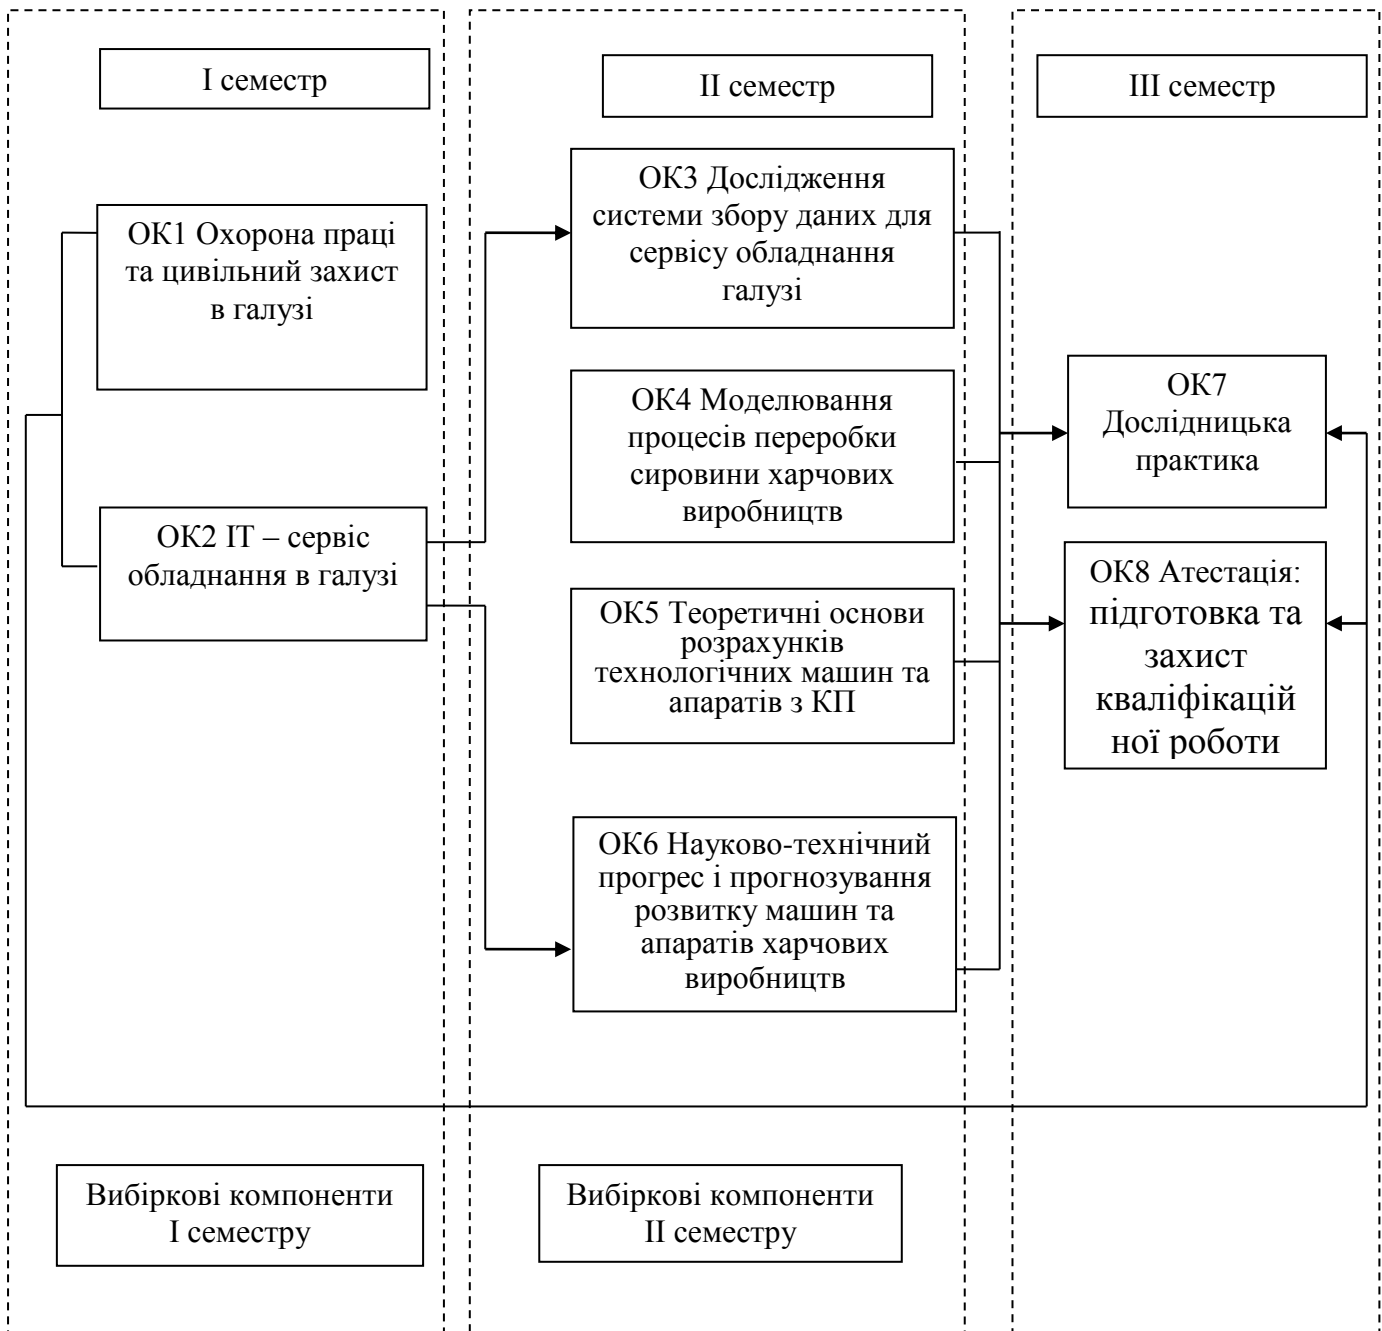 І семестр
ОК1 Охорона праці
та цивільний захист
в галузі
ОК2 ІТ – сервіс
обладнання в галузі
Вибіркові компоненти
І семестру
ІІ семестр
ОК3 Дослідження
системи збору даних для
сервісу обладнання
галузі
ОК4 Моделювання
процесів переробки
сировини харчових
виробництв
ОК5 Теоретичні основи
розрахунків
технологічних машин та
апаратів з КП
ОК6 Науково-технічний
прогрес і прогнозування
розвитку машин та
апаратів харчових
виробництв
Вибіркові компоненти
ІІ семестру
ІІІ семестр
ОК7
Дослідницька
практика
ОК8 Атестація:
підготовка та
захист
кваліфікацій
ної роботи